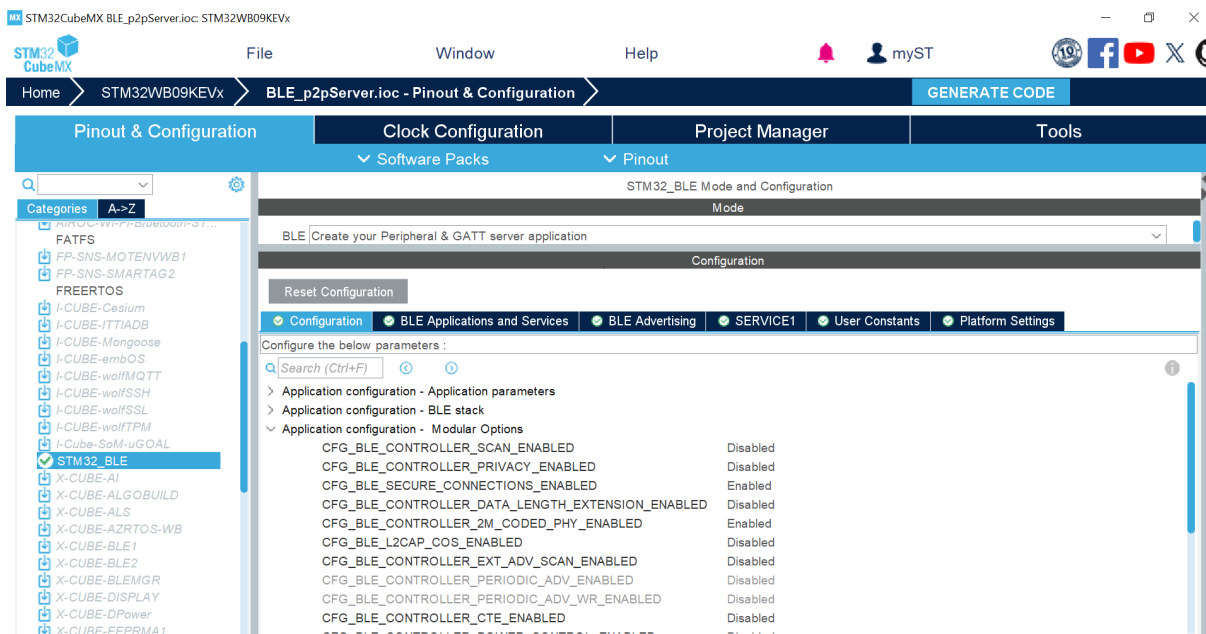 MX STM32CubeMX BLE_p2pServer.ioc: STM32WB09KEVx
STM32 CubeMX File Window Help 10 myST
Home STM32WB09KEVx BLE_p2pServer.ioc - Pinout & Configuration GENERATE CODE
Pinout & Configuration Clock Configuration Project Manager Tools
Software Packs Pinout
STM32_BLE Mode and Configuration
Categories A->Z
Mode
FATFS
BLE Create your Peripheral & GATT server application
FP-SNS-MOTENVWB1
Configuration
FP-SNS-SMARTAG2
FREERTOS
Reset Configuration
I-CUBE-Cesium
I-CUBE-ITTIADB
Configuration BLE Applications and Services BLE Advertising SERVICE1 User Constants Platform Settings
I-CUBE-Mongoose
Configure the below parameters :
I-CUBE-embOS
Search (Ctrl+F)
I-CUBE-wolfMQTT
I-CUBE-wolfSSH
Application configuration - Application parameters
I-CUBE-wolfSSL
Application configuration - BLE stack
I-CUBE-wolfTPM
Application configuration - Modular Options
I-Cube-SoM-uGOAL
CFG_BLE_CONTROLLER_SCAN_ENABLED Disabled
STM32_BLE
CFG_BLE_CONTROLLER_PRIVACY_ENABLED Disabled
X-CUBE-AI
CFG_BLE_SECURE_CONNECTIONS_ENABLED Enabled
X-CUBE-ALGOBUILD
CFG_BLE_CONTROLLER_DATA_LENGTH_EXTENSION_ENABLED Disabled
X-CUBE-ALS
CFG_BLE_CONTROLLER_2M_CODED_PHY_ENABLED Enabled
X-CUBE-AZRTOS-WB
CFG_BLE_L2CAP_COS_ENABLED Disabled
X-CUBE-BLE1
CFG_BLE_CONTROLLER_EXT_ADV_SCAN_ENABLED Disabled
X-CUBE-BLE2
CFG_BLE_CONTROLLER_PERIODIC_ADV_ENABLED Disabled
X-CUBE-BLEMGR
CFG_BLE_CONTROLLER_PERIODIC_ADV_WR_ENABLED Disabled
X-CUBE-DISPLAY
CFG_BLE_CONTROLLER_CTE_ENABLED Disabled
X-CUBE-DPower